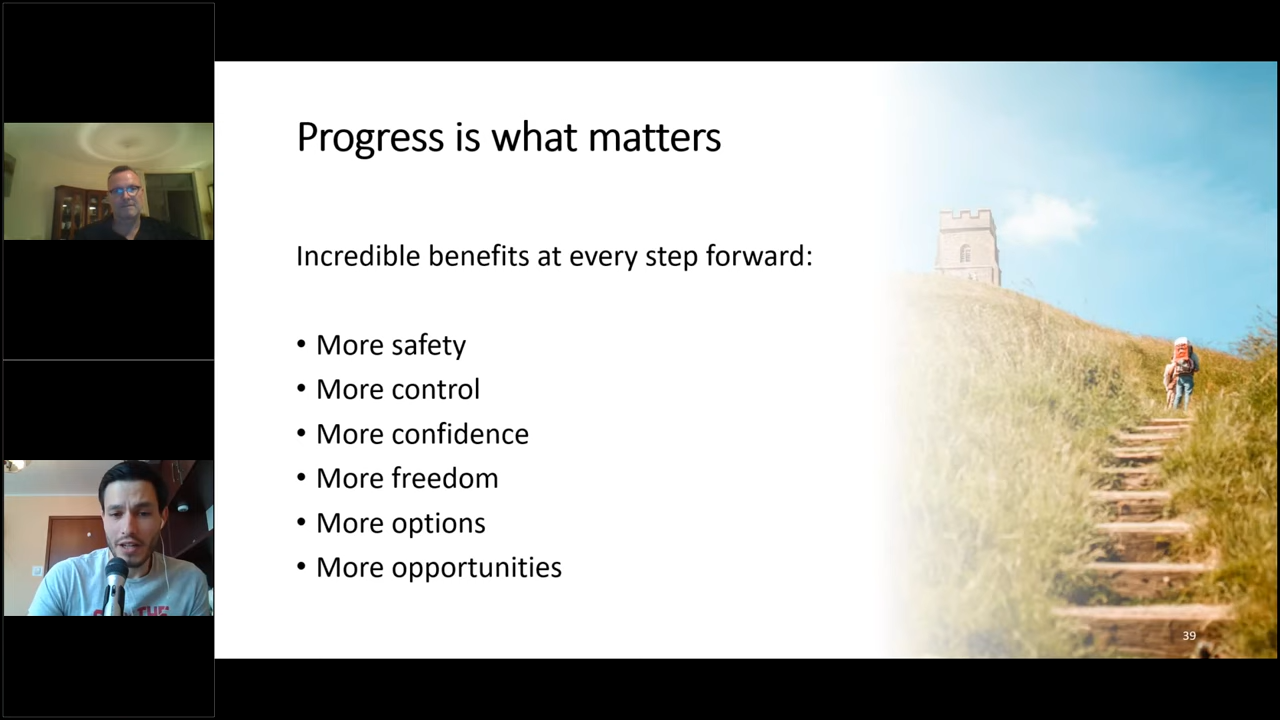 Progress is what matters
Incredible benefits at every step forward:
• More safety
• More control
• More confidence
• More freedom
• More options
• More opportunities
39
THE